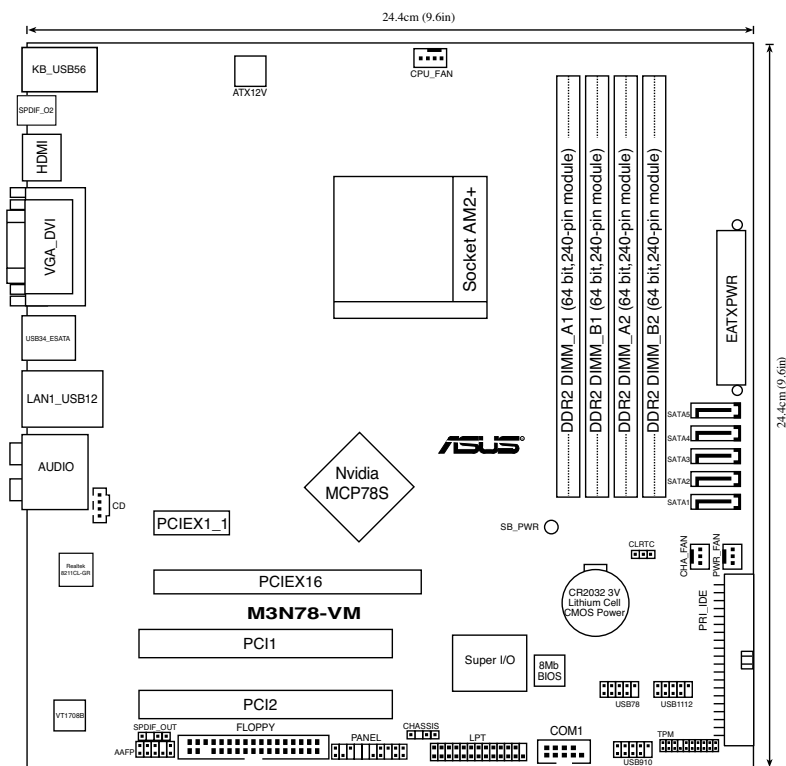 24.4cm (9.6in)
KB_USB56
ATX12V
CPU_FAN
SPDIF_O2
HDMI
VGA_DVI
Socket AM2+
DDR2 DIMM_A1 (64 bit,240-pin module)
DDR2 DIMM_B1 (64 bit,240-pin module)
DDR2 DIMM_A2 (64 bit,240-pin module)
DDR2 DIMM_B2 (64 bit,240-pin module)
EATXPWR
24.4cm (9.6in)
USB34_ESATA
LAN1_USB12
SATA5
SATA4
SATA3
SATA2
SATA1
AUDIO
ASUS
CD
Nvidia
MCP78S
PCIEX1_1
SB_PWR
CLRTC
CHA_FAN
PWR_FAN
Realtek
8211CL-GR
PCIEX16
CR2032 3V
Lithium Cell
CMOS Power
PRI_IDE
M3N78-VM
PCI1
Super I/O
8Mb
BIOS
PCI2
USB78
USB1112
VT1708B
SPDIF_OUT
FLOPPY
CHASSIS
AAFP
PANEL
LPT
COM1
USB910
TPM